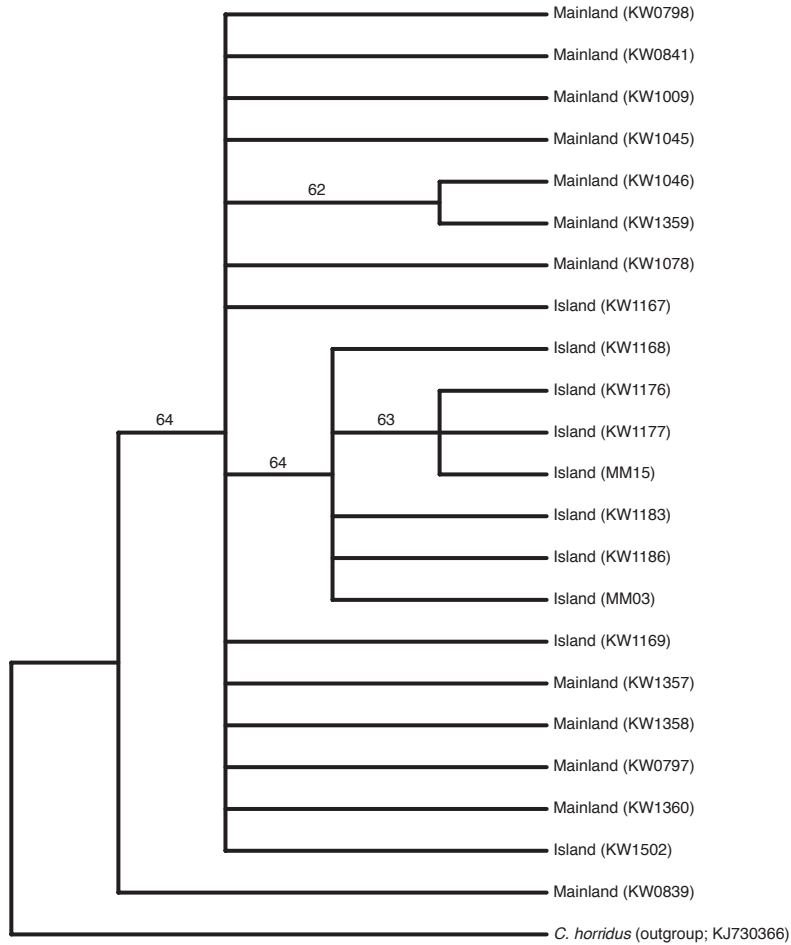 Mainland (KW0798)
Mainland (KW0841)
Mainland (KW1009)
Mainland (KW1045)
Mainland (KW1046)
62
Mainland (KW1359)
Mainland (KW1078)
Island (KW1167)
Island (KW1168)
Island (KW1176)
64
63
Island (KW1177)
64
Island (MM15)
Island (KW1183)
Island (KW1186)
Island (MM03)
Island (KW1169)
Mainland (KW1357)
Mainland (KW1358)
Mainland (KW0797)
Mainland (KW1360)
Island (KW1502)
Mainland (KW0839)
C. horridus (outgroup; KJ730366)